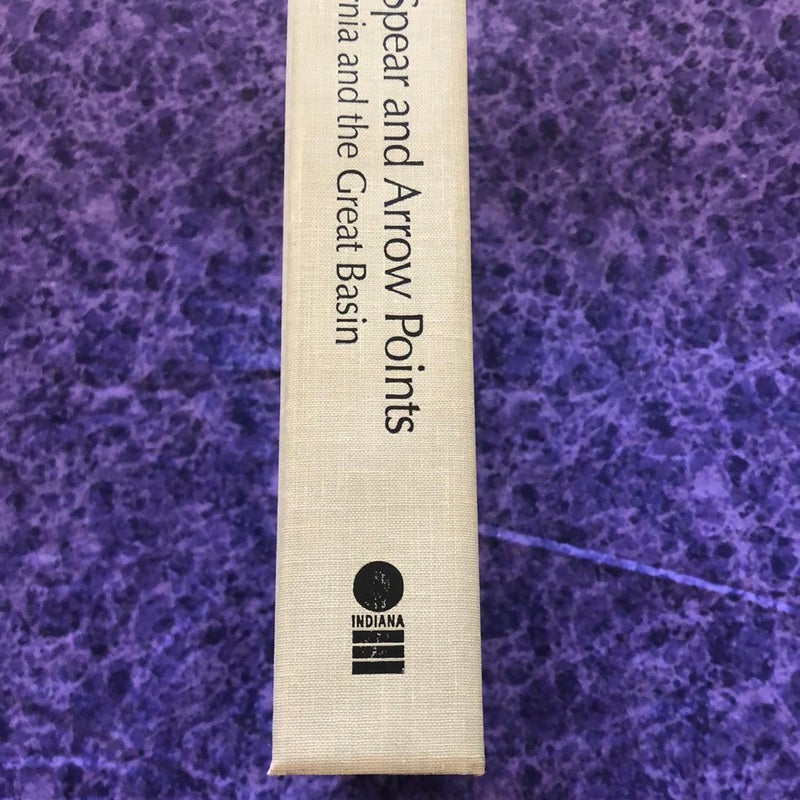 Spear and Arrow Points
rnia and the Great Basin
INDIANA